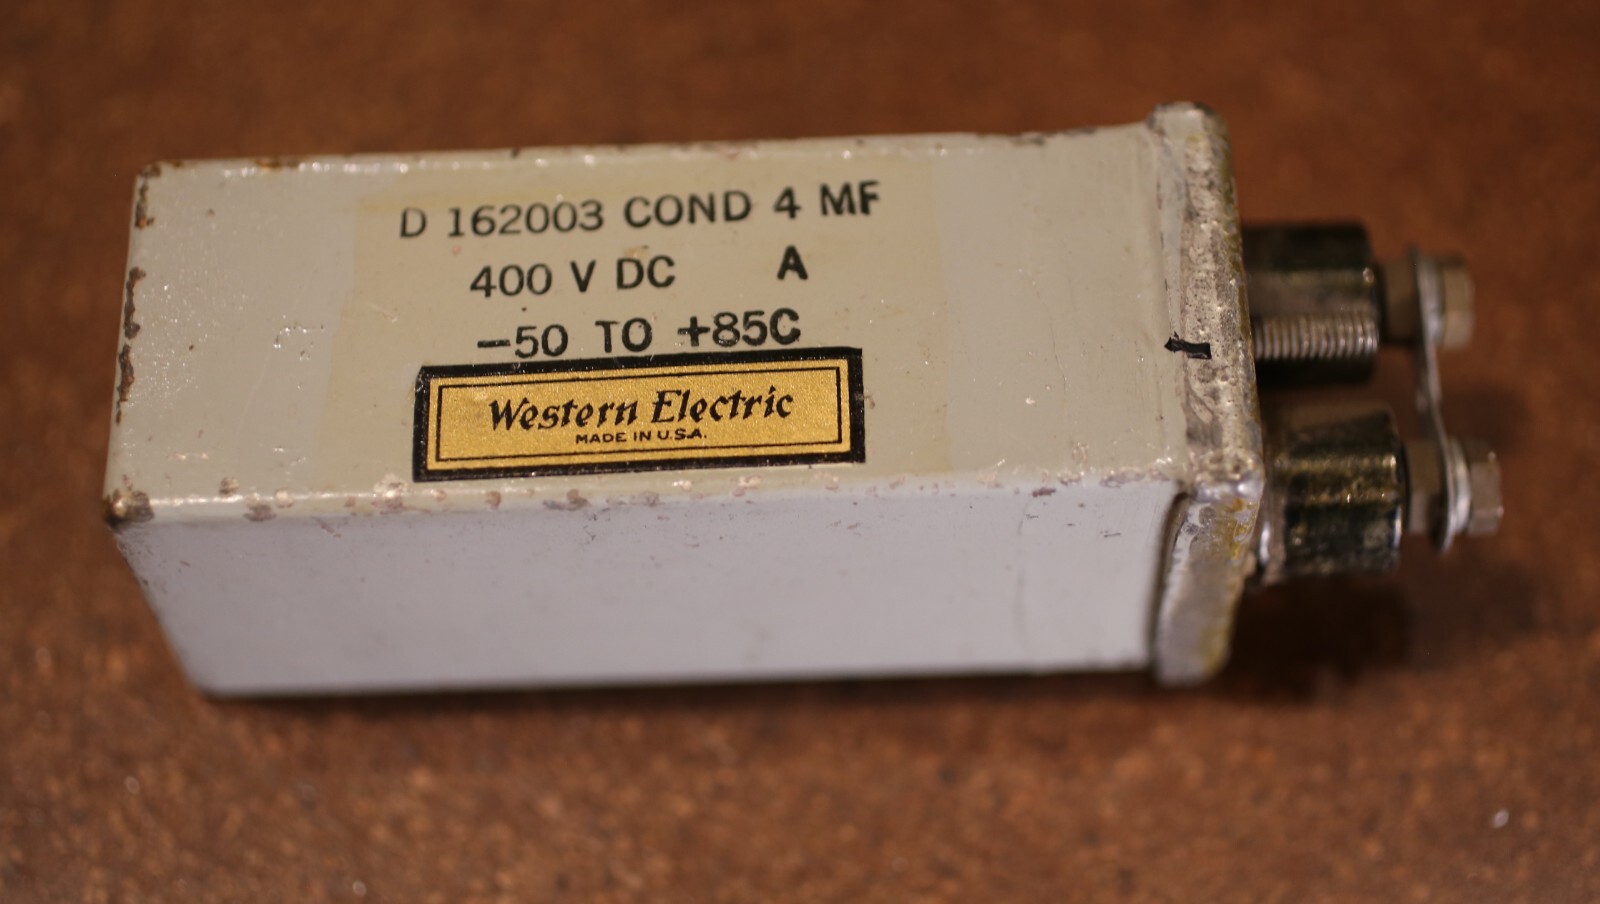 D 162003 COND 4 MF
400 V DC A
-50 TO +85C
Western Electric
MADE IN U.S.A.